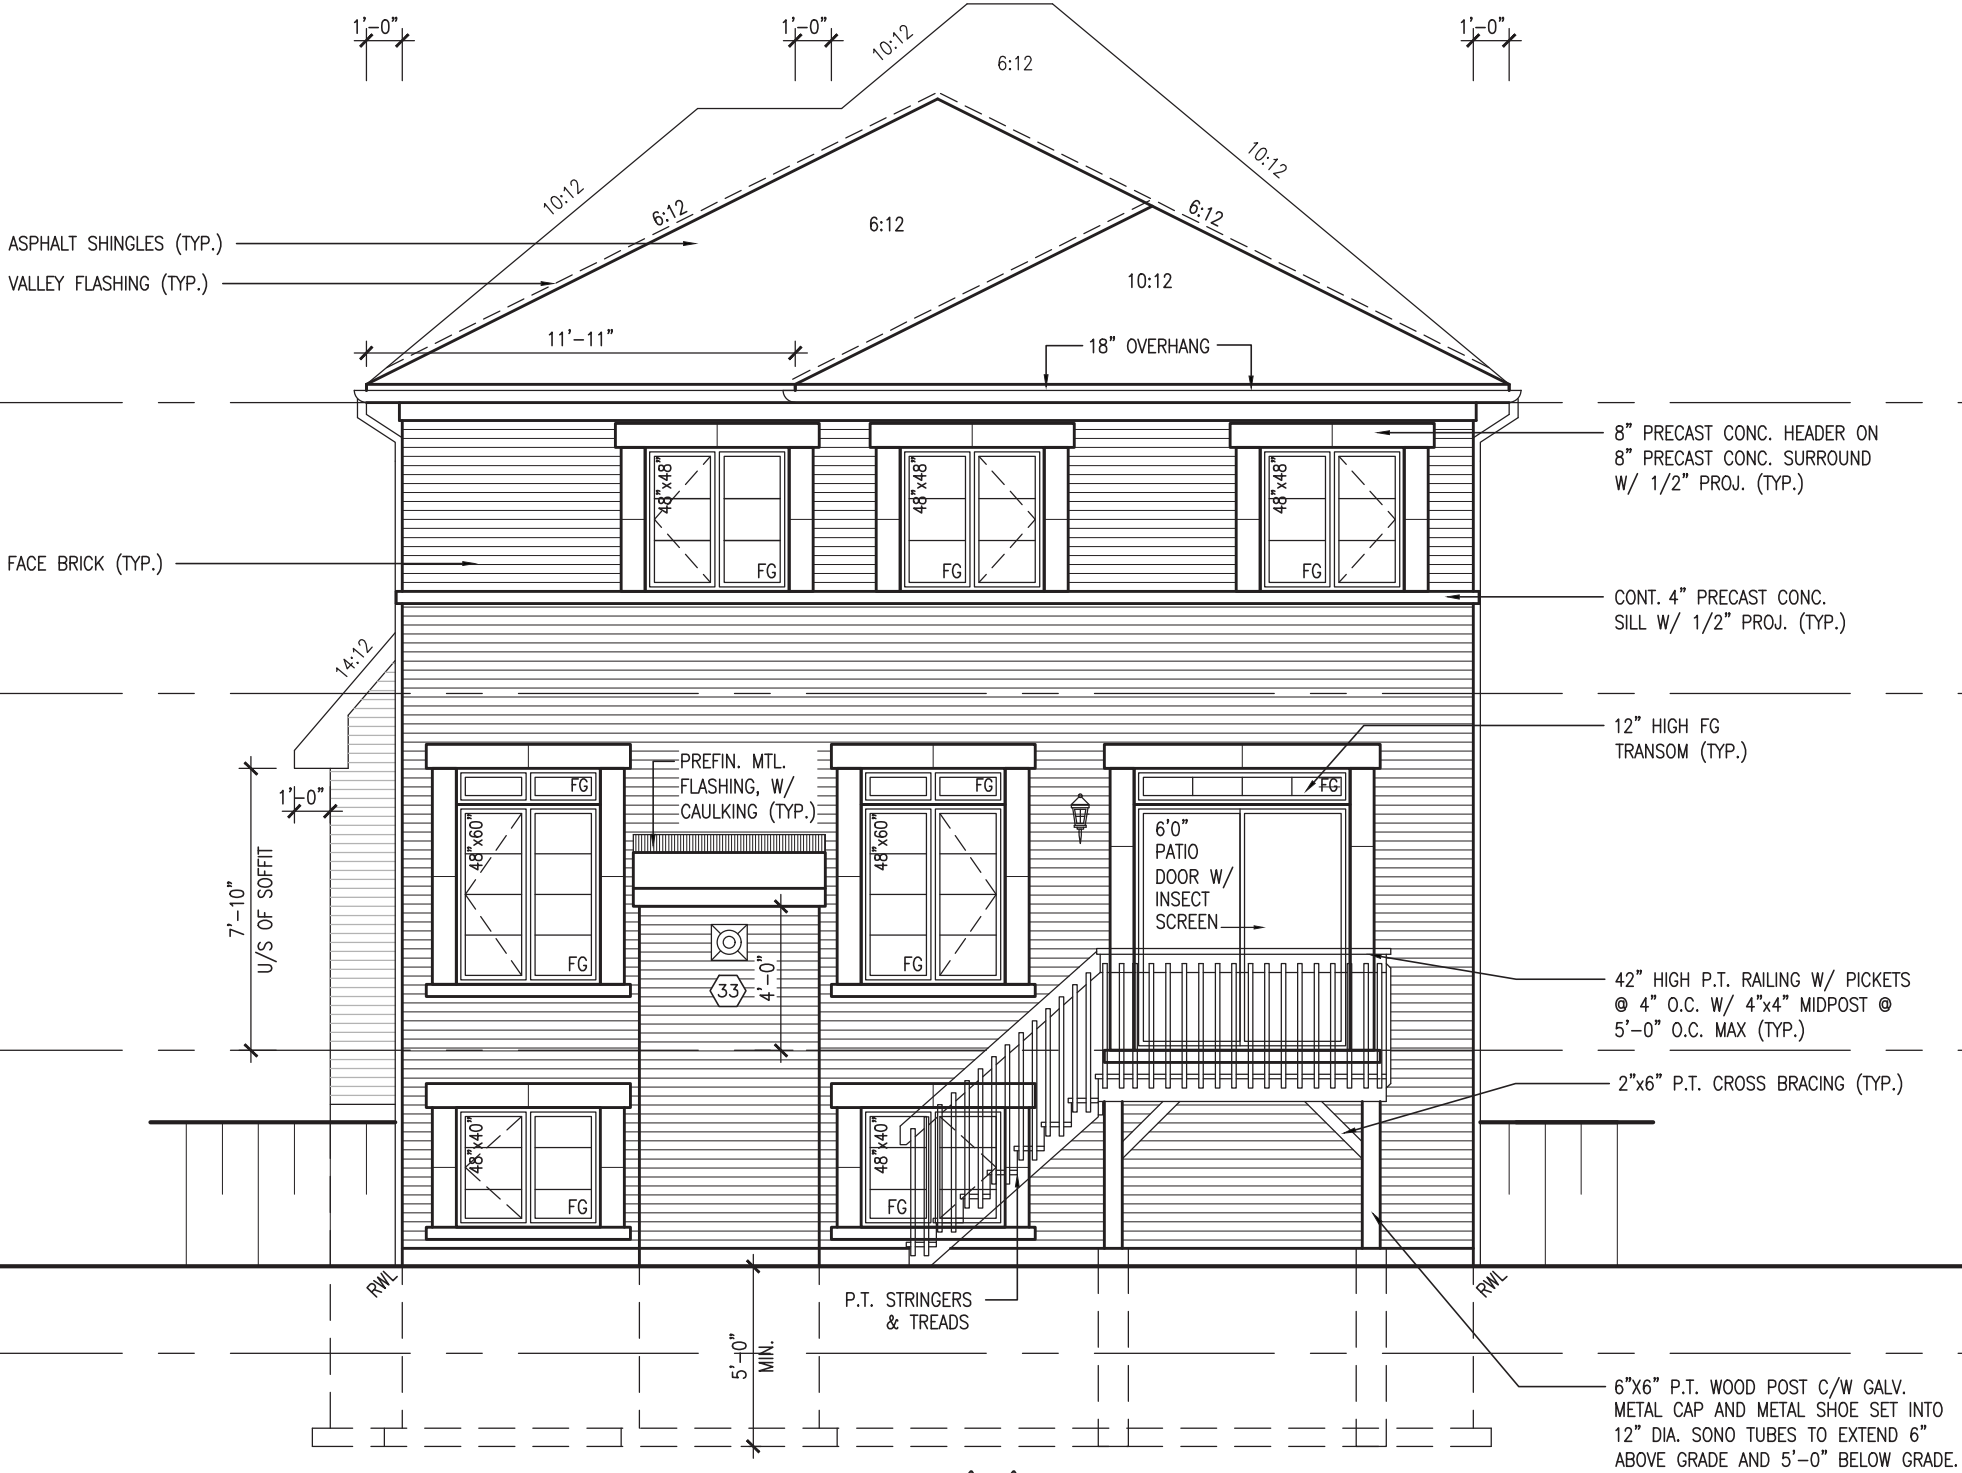 1'-0"
1'-0"
1'-0"
10:12
6:12
10:12
10:12
6:12
6:12
6:12
ASPHALT SHINGLES (TYP.)
VALLEY FLASHING (TYP.)
10:12
11'-11"
18" OVERHANG
8" PRECAST CONC. HEADER ON
8" PRECAST CONC. SURROUND
W/ 1/2" PROJ. (TYP.)
48"x48"
FG
48"x48"
FG
48"x48"
FG
FACE BRICK (TYP.)
CONT. 4" PRECAST CONC.
SILL W/ 1/2" PROJ. (TYP.)
14:12
12" HIGH FG
TRANSOM (TYP.)
PREFIN. MTL.
FLASHING, W/
CAULKING (TYP.)
FG
FG
FG
1'-0"
48"x60"
48"x60"
6'0"
PATIO
DOOR W/
INSECT
SCREEN
7'-10"
U/S OF SOFFIT
FG
FG
33
4'-0"
42" HIGH P.T. RAILING W/ PICKETS
@ 4" O.C. W/ 4"x4" MIDPOST @
5'-0" O.C. MAX (TYP.)
2"x6" P.T. CROSS BRACING (TYP.)
48"x40"
FG
48"x40"
FG
RWL
RWL
P.T. STRINGERS
& TREADS
5'-0"
MIN.
6"X6" P.T. WOOD POST C/W GALV.
METAL CAP AND METAL SHOE SET INTO
12" DIA. SONO TUBES TO EXTEND 6"
ABOVE GRADE AND 5'-0" BELOW GRADE.